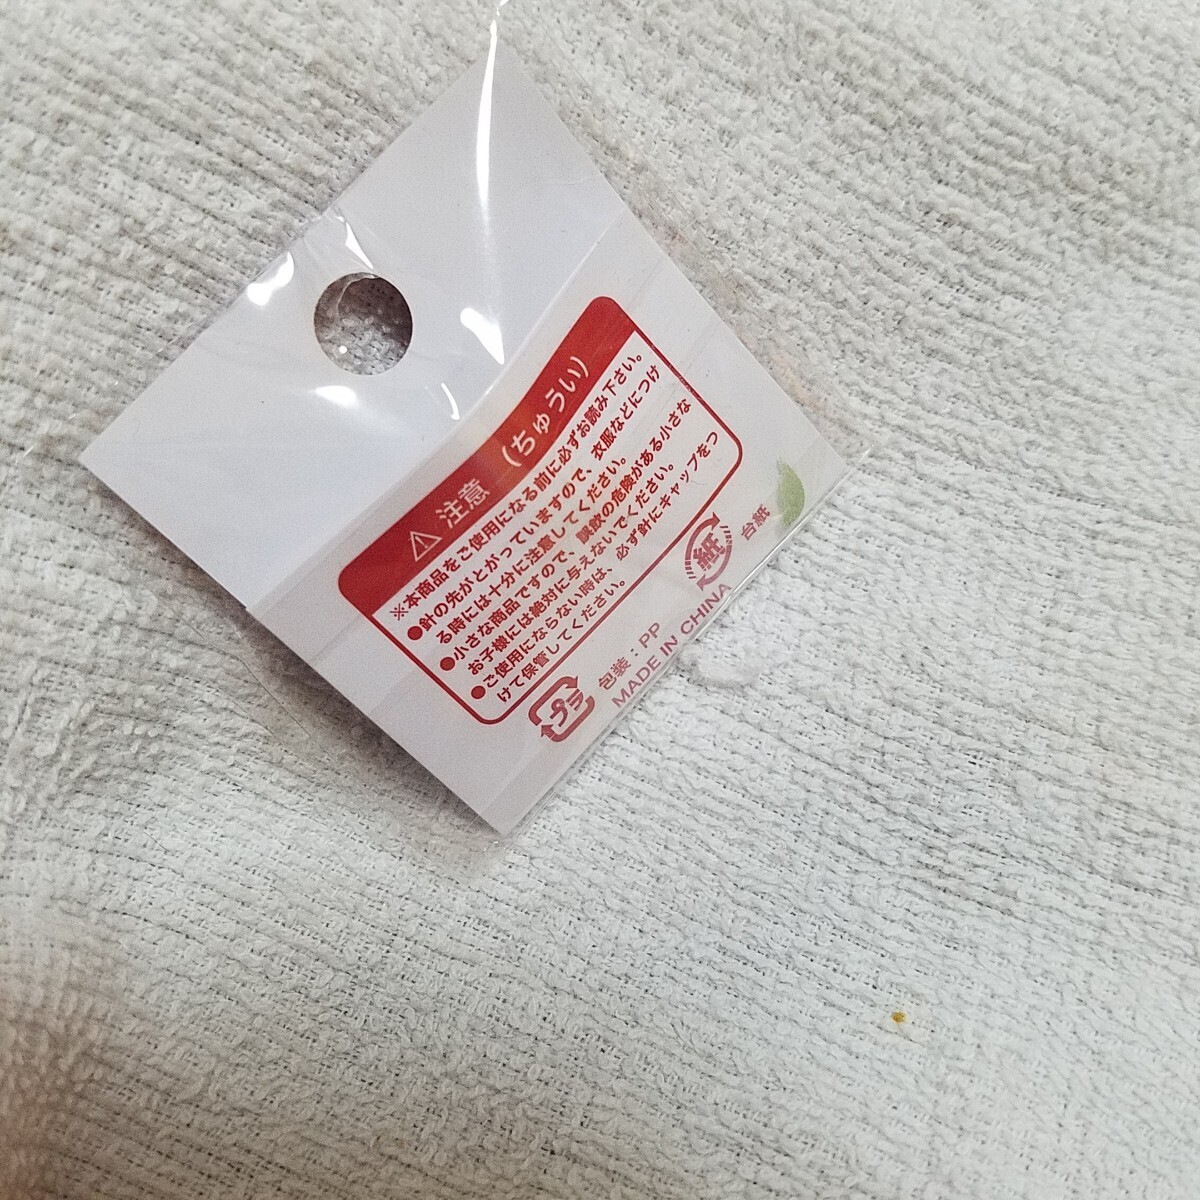 ⚠ 注意 (ちゅうい)
※本商品をご使用になる前に必ずお読み下さい。
●針の先がとがっていますので、衣服などにつけ
る時には十分に注意してください。
●小さな商品ですので、誤飲の危険がある小さな
お子様には絶対に与えないでください。
●ご使用にならない時は、必ず針にキャップをつ
けて保管してください。
プラ 包装:PP 紙 台紙
MADE IN CHINA